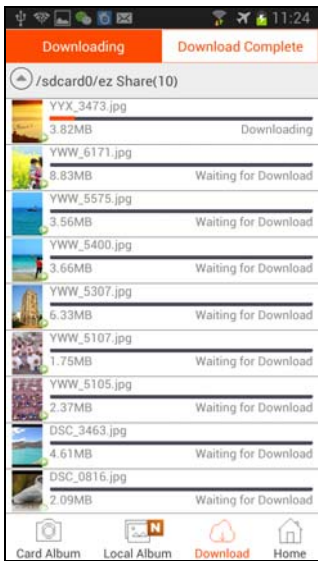 11:24
Downloading Download Complete
/sdcard0/ez Share(10)
YYX_3473.jpg
3.82MB Downloading
YWW_6171.jpg
8.83MB Waiting for Download
YWW_5575.jpg
3.56MB Waiting for Download
YWW_5400.jpg
3.66MB Waiting for Download
YWW_5307.jpg
6.33MB Waiting for Download
YWW_5107.jpg
1.75MB Waiting for Download
YWW_5105.jpg
2.37MB Waiting for Download
DSC_3463.jpg
4.61MB Waiting for Download
DSC_0816.jpg
2.09MB Waiting for Download
N
Card Album Local Album Download Home